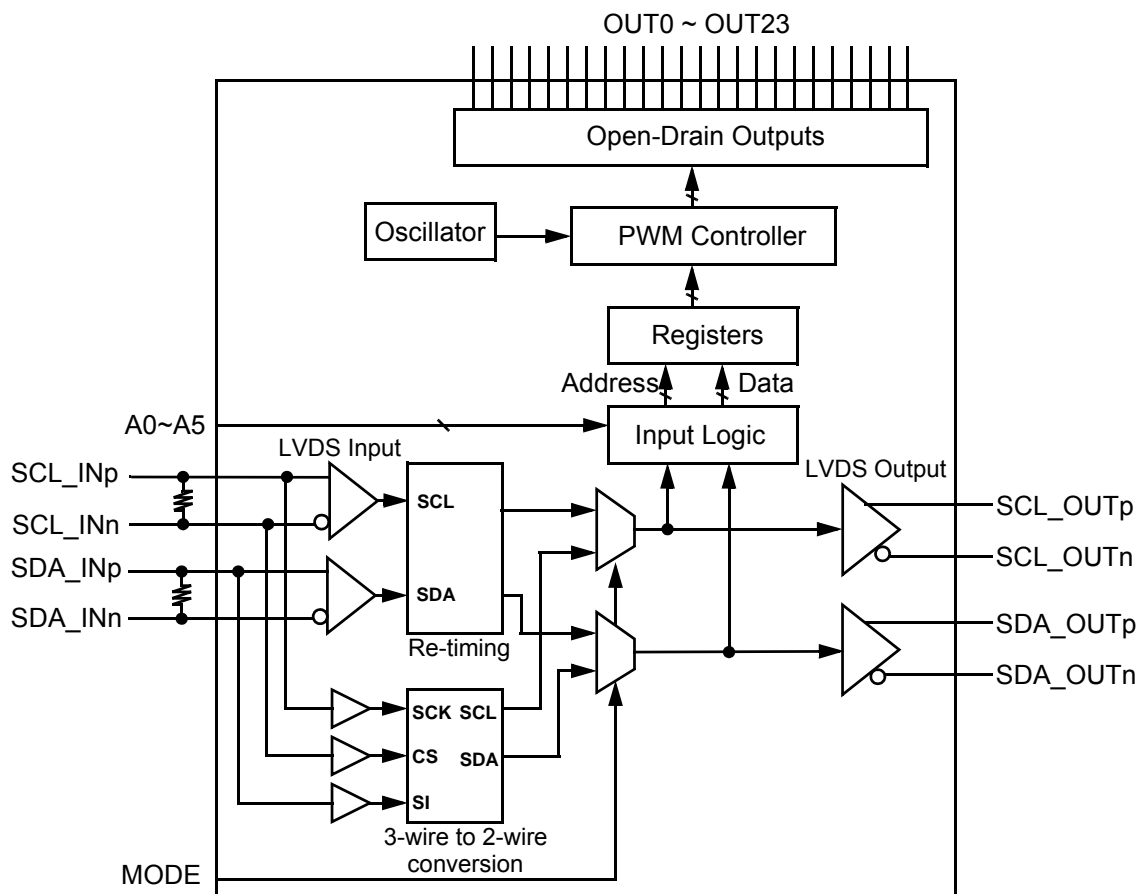 OUT0 ~ OUT23
Open-Drain Outputs
Oscillator
PWM Controller
Registers
Address
Data
A0~A5
Input Logic
LVDS Input
LVDS Output
SCL_INp
SCL_INn
SDA_INp
SDA_INn
SCL
SDA
Re-timing
SCL_OUTp
SCL_OUTn
SDA_OUTp
SDA_OUTn
SCK SCL
CS SDA
SI
3-wire to 2-wire
conversion
MODE